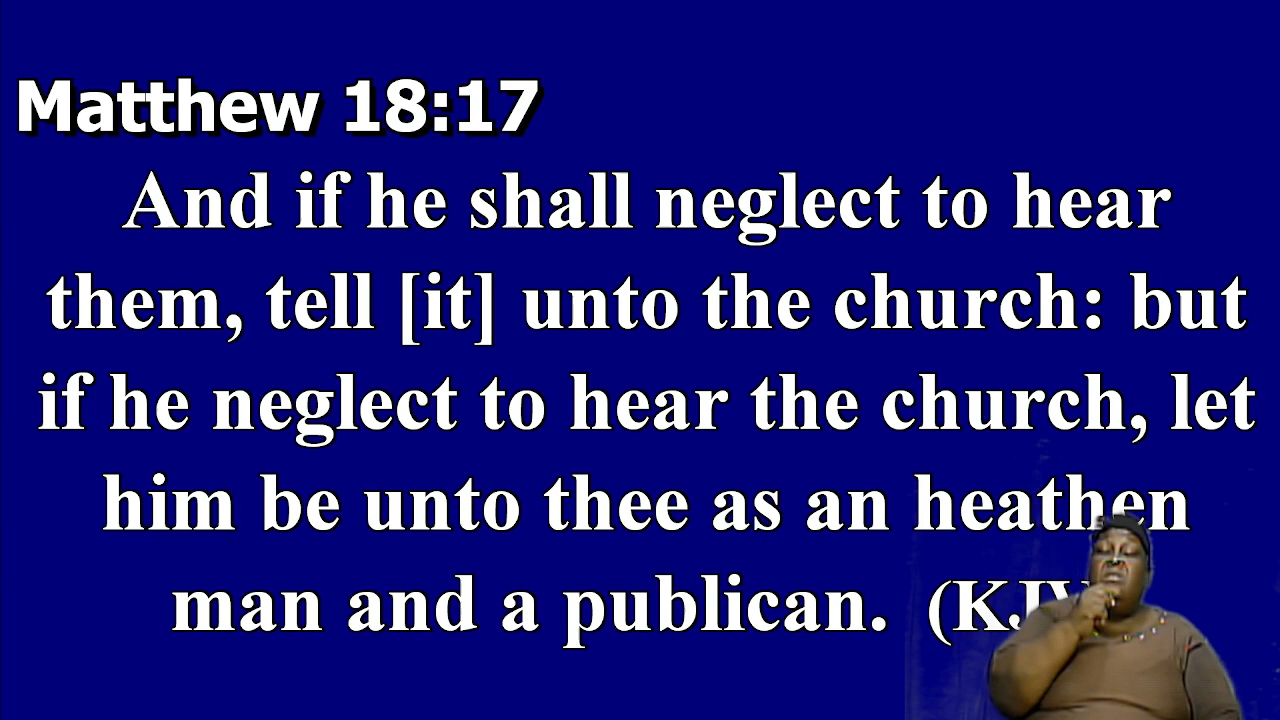 Matthew 18:17
And if he shall neglect to hear
them, tell [it] unto the church: but
if he neglect to hear the church, let
him be unto thee as an heathen
man and a publican. (KJV